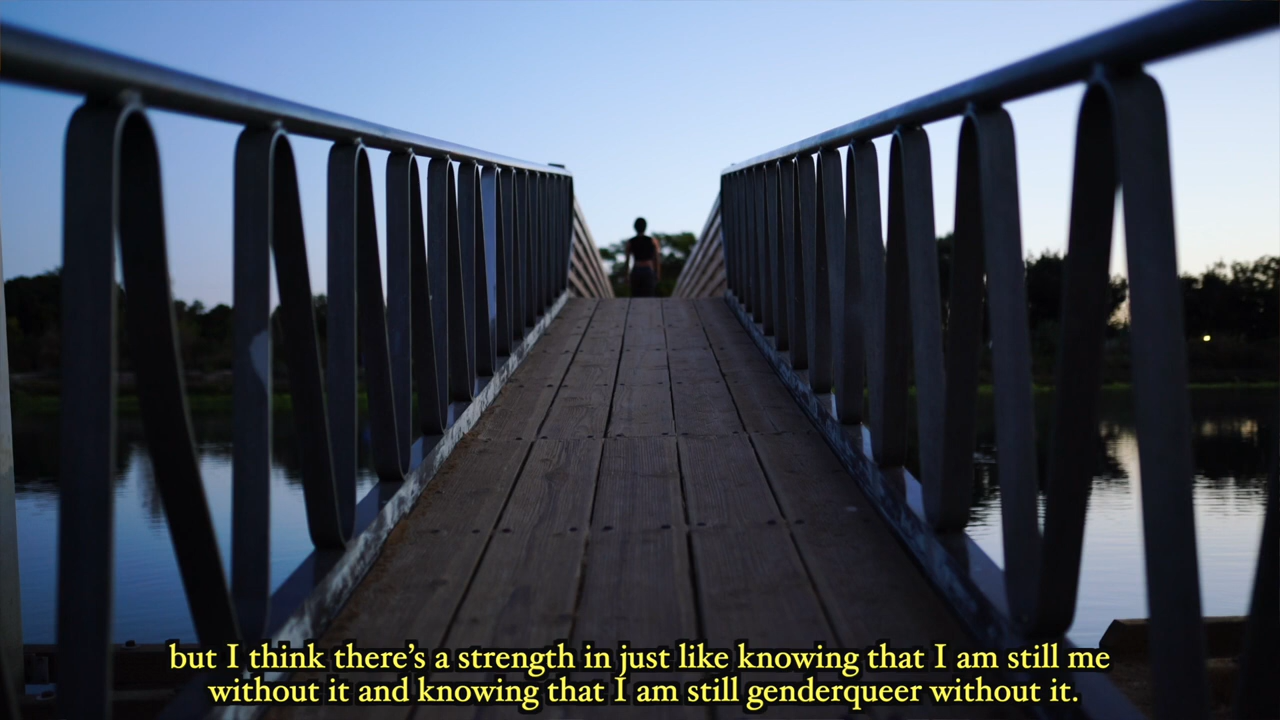 but I think there’s a strength in just like knowing that I am still me
without it and knowing that I am still genderqueer without it.